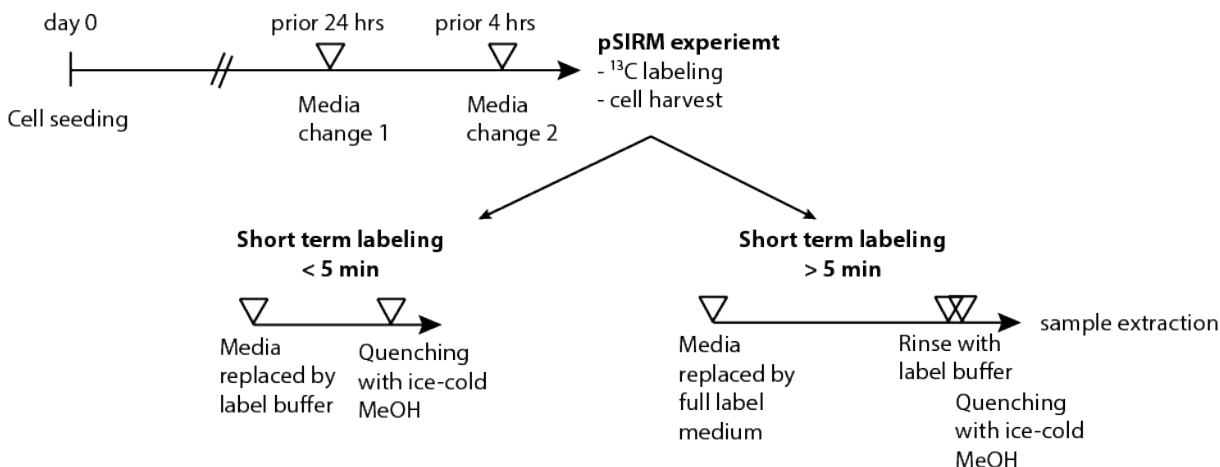 day 0
prior 24 hrs
prior 4 hrs
Cell seeding
Media
change 1
Media
change 2
pSIRM experiemt
- ¹³C labeling
- cell harvest
Short term labeling
< 5 min
Media
replaced by
label buffer
Quenching
with ice-cold
MeOH
Short term labeling
> 5 min
Media
replaced by
full label
medium
Rinse with
label buffer
Quenching
with ice-cold
MeOH
sample extraction